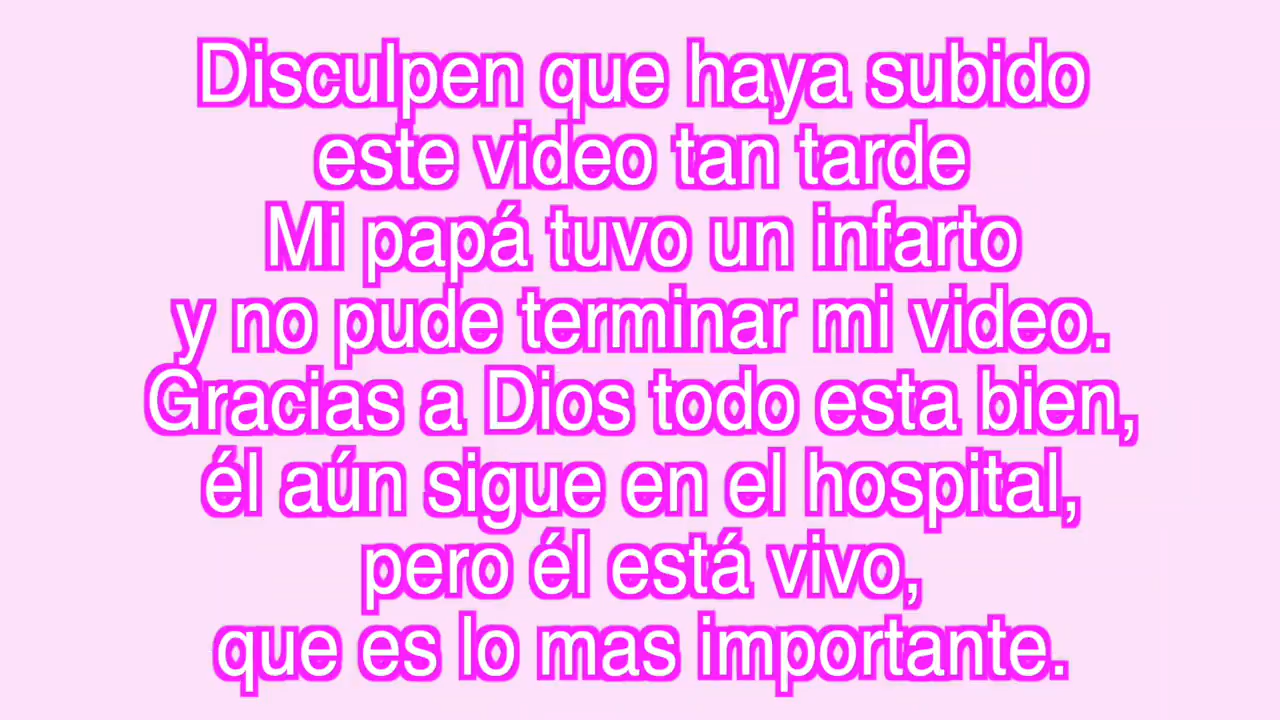 Disculpen que haya subido
este video tan tarde
Mi papá tuvo un infarto
y no pude terminar mi video.
Gracias a Dios todo esta bien,
él aún sigue en el hospital,
pero él está vivo,
que es lo mas importante.